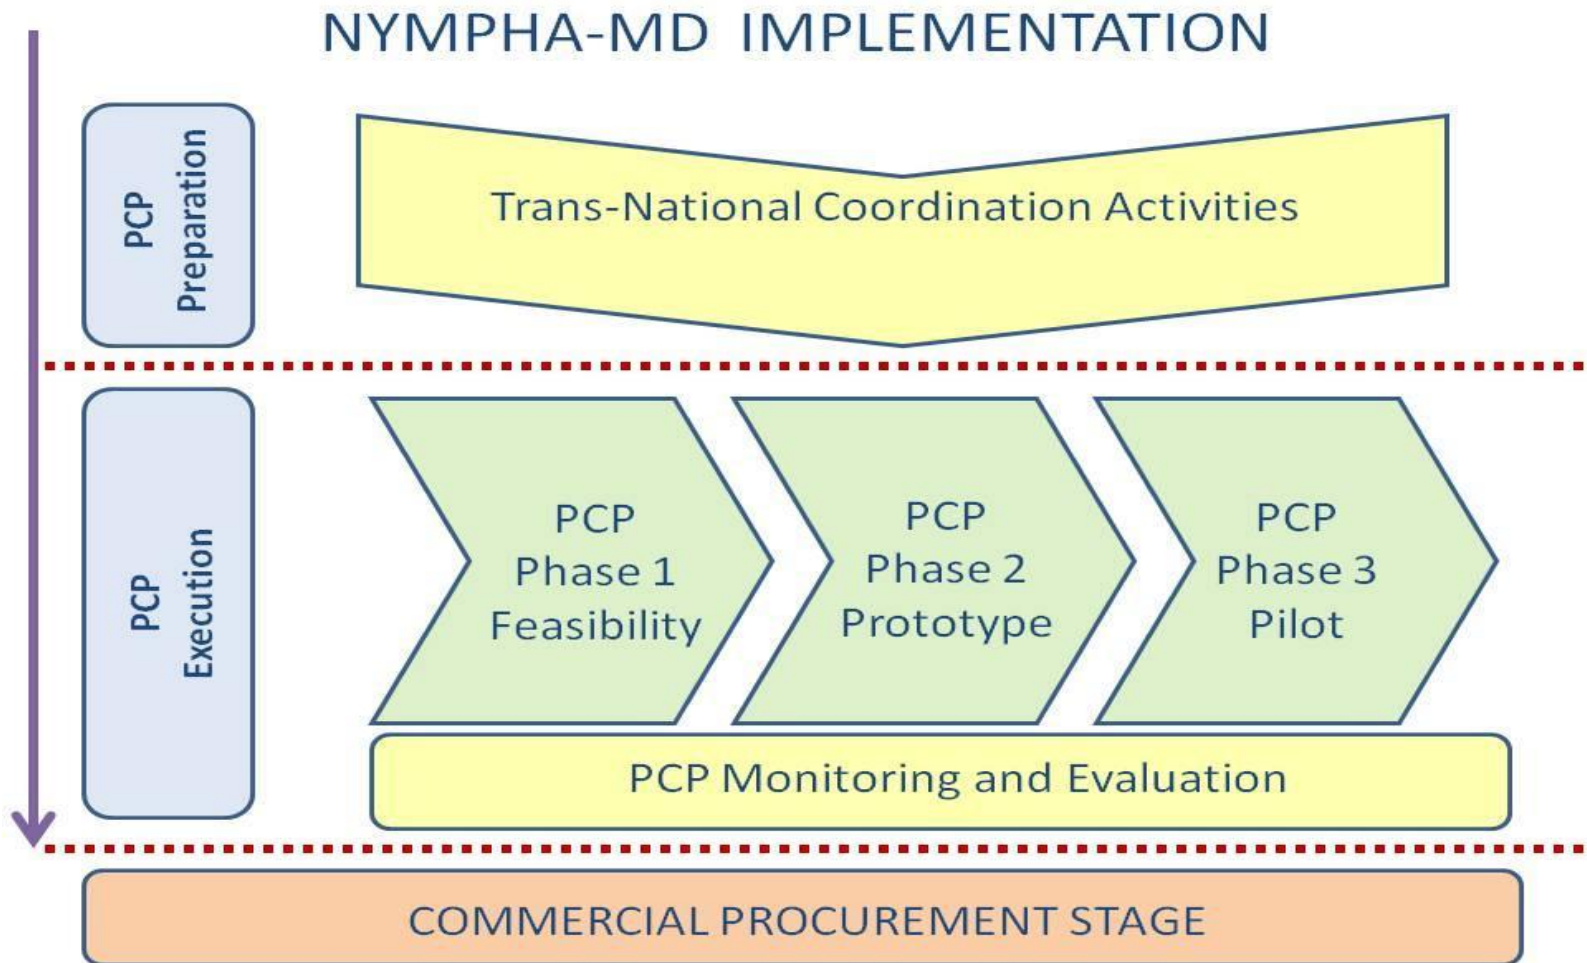 NYMPHA-MD IMPLEMENTATION
PCP
Preparation
Trans-National Coordination Activities
PCP
Execution
PCP
Phase 1
Feasibility
PCP
Phase 2
Prototype
PCP
Phase 3
Pilot
PCP Monitoring and Evaluation
COMMERCIAL PROCUREMENT STAGE